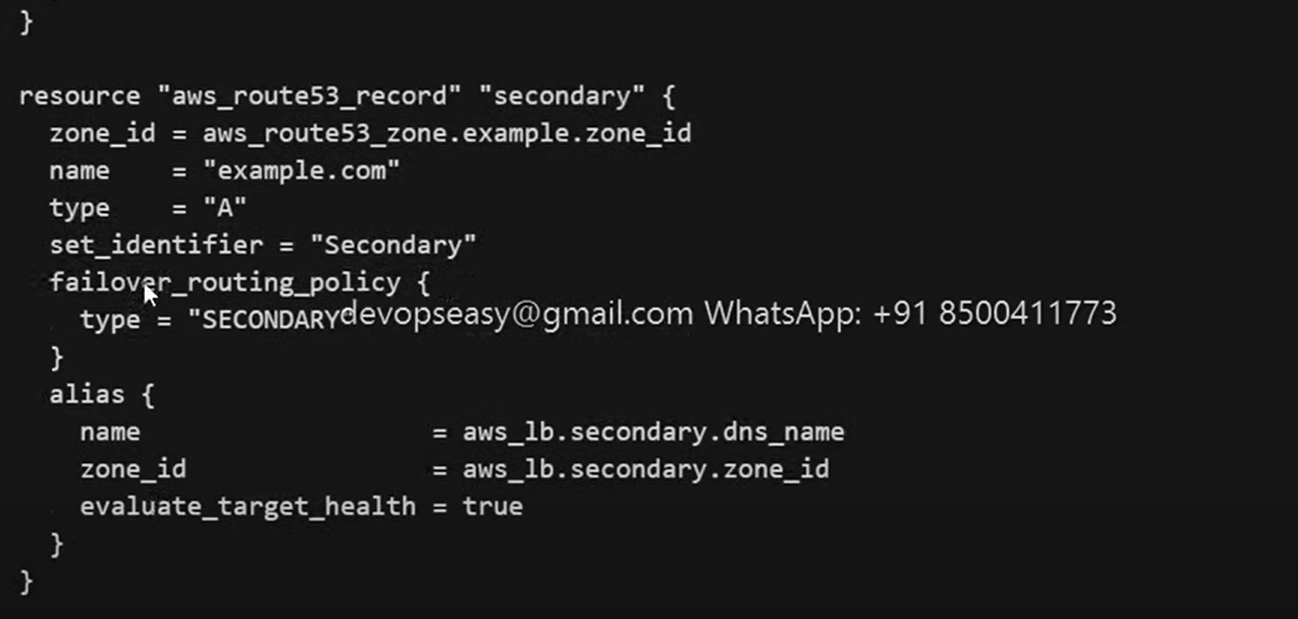 }
resource "aws_route53_record" "secondary" {
zone_id = aws_route53_zone.example.zone_id
name = "example.com"
type = "A"
set_identifier = "Secondary"
failover_routing_policy {
type = "SECONDARY"
devopseasy@gmail.com WhatsApp: +91 8500411773
}
alias {
name = aws_lb.secondary.dns_name
zone_id = aws_lb.secondary.zone_id
evaluate_target_health = true
}
}